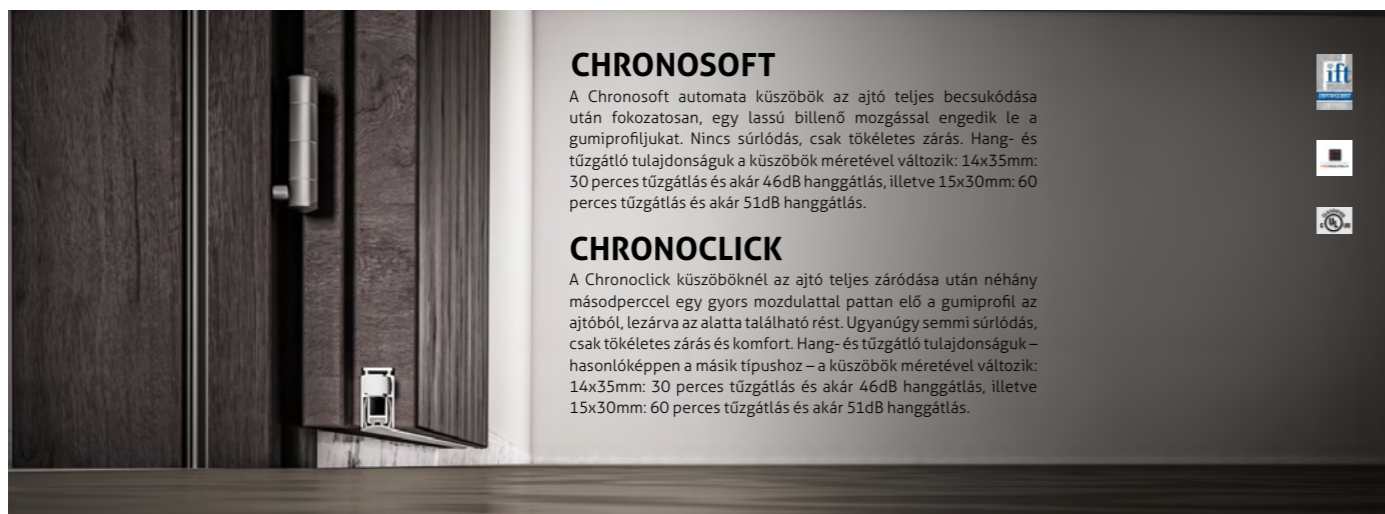 CHRONOSOFT
A Chronosoft automata küszöbök az ajtó teljes becsukódása
után fokozatosan, egy lassú billenő mozgással engedik le a
gumiprofiljukat. Nincs súrlódás, csak tökéletes zárás. Hang- és
tűzgátló tulajdonságuk a küszöbök méretével változik: 14x35mm:
30 perces tűzgátlás és akár 46dB hanggátlás, illetve 15x30mm: 60
perces tűzgátlás és akár 51dB hanggátlás.
CHRONOCLICK
A Chronoclick küszöböknél az ajtó teljes záródása után néhány
másodperccel egy gyors mozdulattal pattan elő a gumiprofil az
ajtóból, lezárva az alatta található rést. Ugyanúgy semmi súrlódás,
csak tökéletes zárás és komfort. Hang- és tűzgátló tulajdonságuk –
hasonlóképpen a másik típushoz – a küszöbök méretével változik:
14x35mm: 30 perces tűzgátlás és akár 46dB hanggátlás, illetve
15x30mm: 60 perces tűzgátlás és akár 51dB hanggátlás.
ift
c UL us